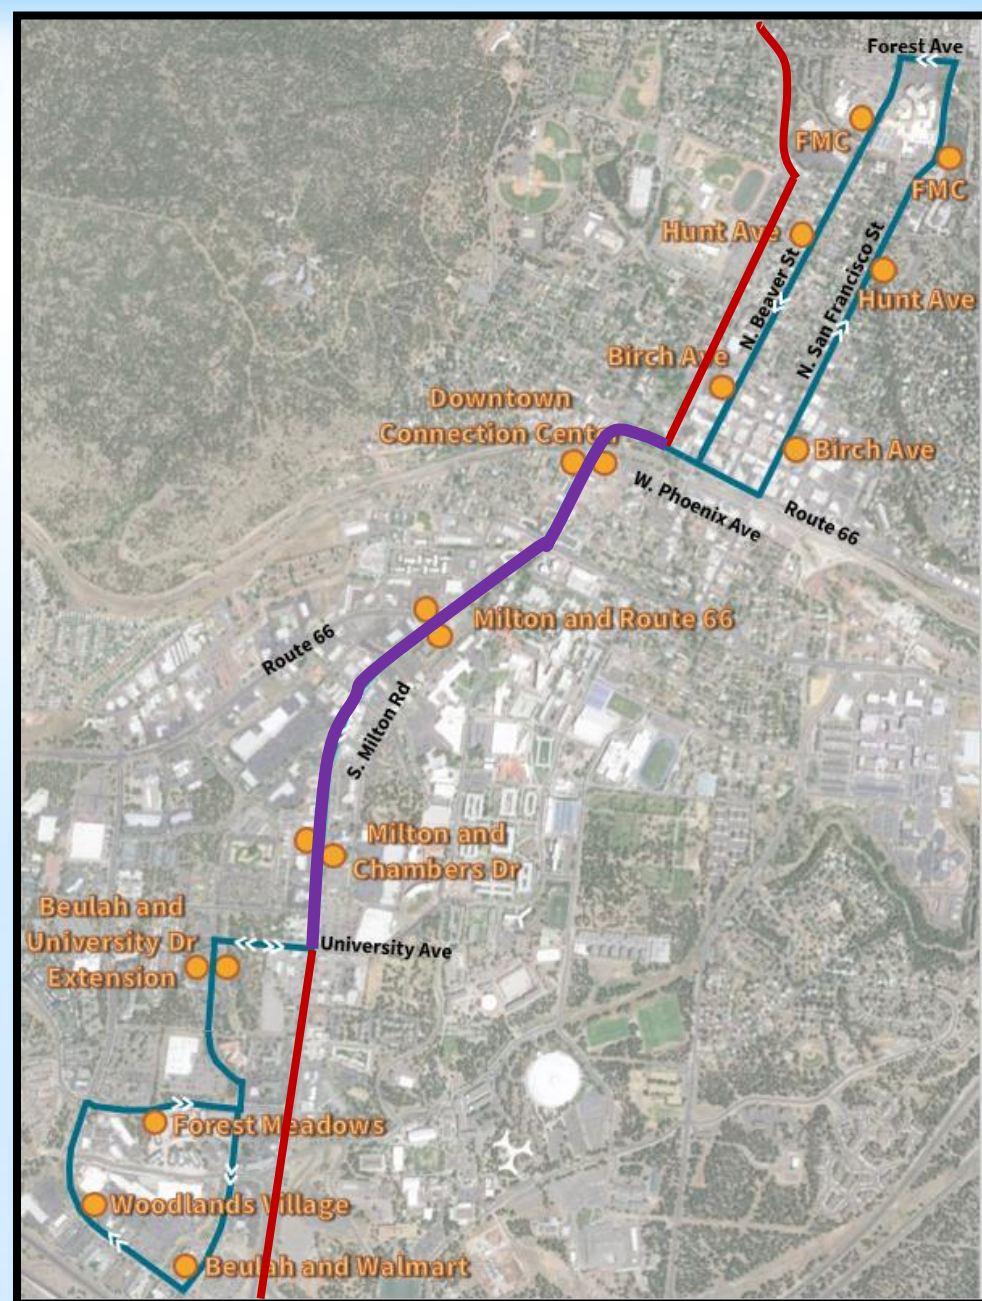 Forest Ave
FMC
FMC
Hunt Ave
N. Beaver St
N. San Francisco St
Hunt Ave
Birch Ave
Downtown
Connection Center
Birch Ave
W. Phoenix Ave
Route 66
Milton and Route 66
Route 66
S. Milton Rd
Milton and
Chambers Dr
Beulah and
University Dr
Extension
University Ave
Forest Meadows
Woodlands Village
Beulah and Walmart